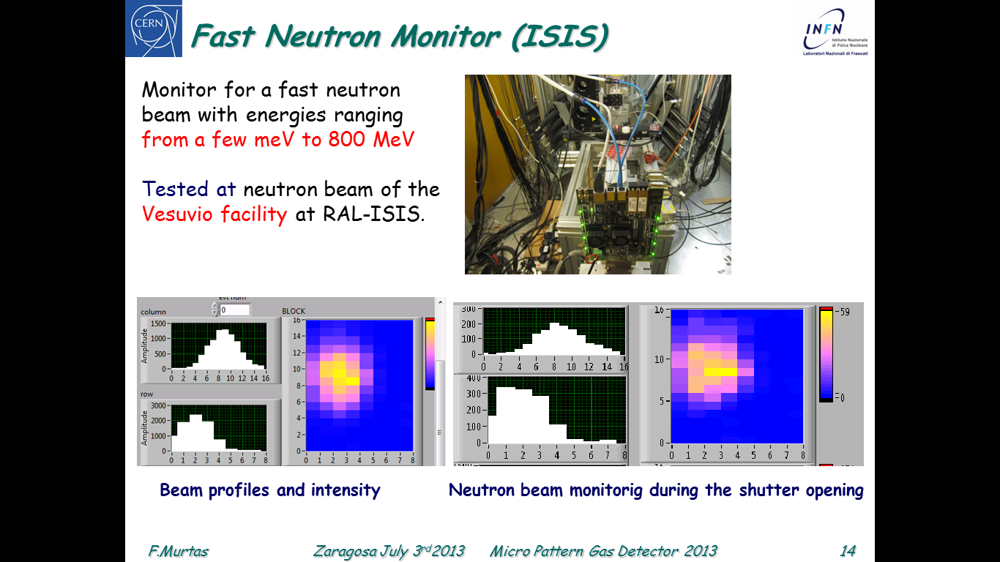 CERN
Fast Neutron Monitor (ISIS)
INFN
Istituto Nazionale
di Fisica Nucleare
Laboratori Nazionali di Frascati
Monitor for a fast neutron
beam with energies ranging
from a few meV to 800 MeV
Tested at neutron beam of the
Vesuvio facility at RAL-ISIS.
evt num
column
0
BLOCK
Amplitude
1500
1000
500
0
0 2 4 6 8 10 12 14 16
row
Amplitude
3000
2000
1000
0
0 1 2 3 4 5 6 7 8
16
14
12
10
8
6
4
2
0
0 1 2 3 4 5 6 7 8
300
200
100
0
0 2 4 6 8 10 12 14 16
400
300
200
100
0
0 1 2 3 4 5 6 7 8
16
10
5
0
0 1 2 3 4 5 6 7 8
59
0
Beam profiles and intensity
Neutron beam monitorig during the shutter opening
F.Murtas
Zaragosa July 3rd 2013
Micro Pattern Gas Detector 2013
14